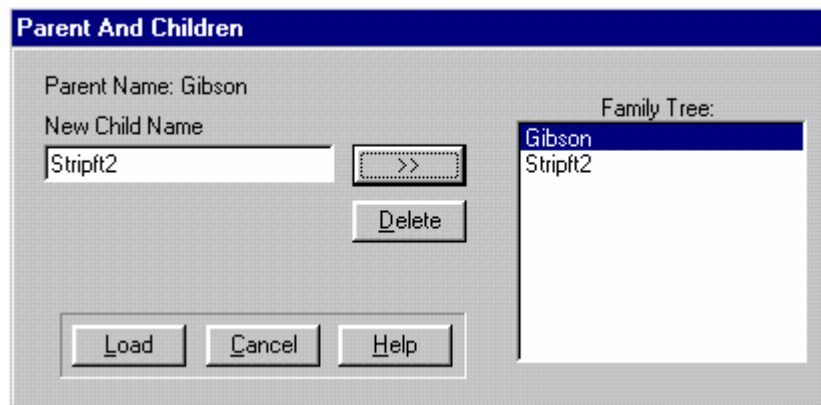 Parent And Children
Parent Name: Gibson
New Child Name
Stripft2
>>
Delete
Load Cancel Help
Family Tree:
Gibson
Stripft2